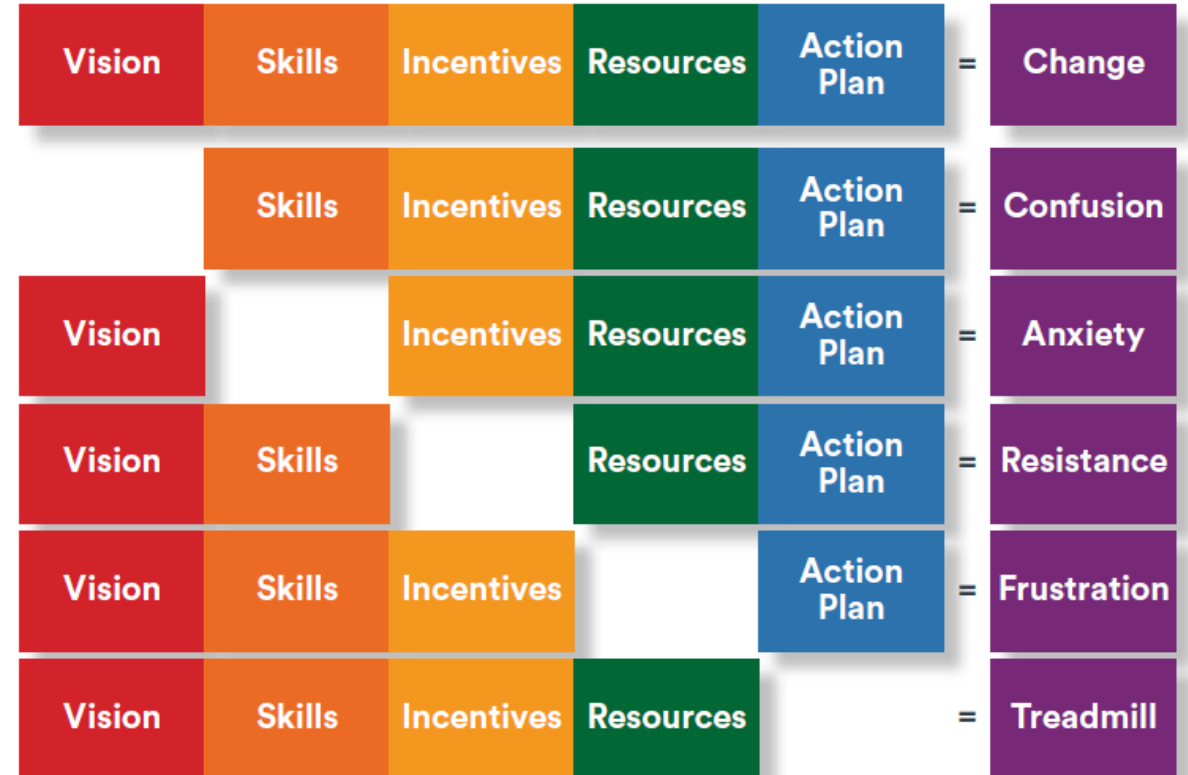 Vision Skills Incentives Resources Action Plan = Change
Skills Incentives Resources Action Plan = Confusion
Vision Incentives Resources Action Plan = Anxiety
Vision Skills Resources Action Plan = Resistance
Vision Skills Incentives Action Plan = Frustration
Vision Skills Incentives Resources = Treadmill